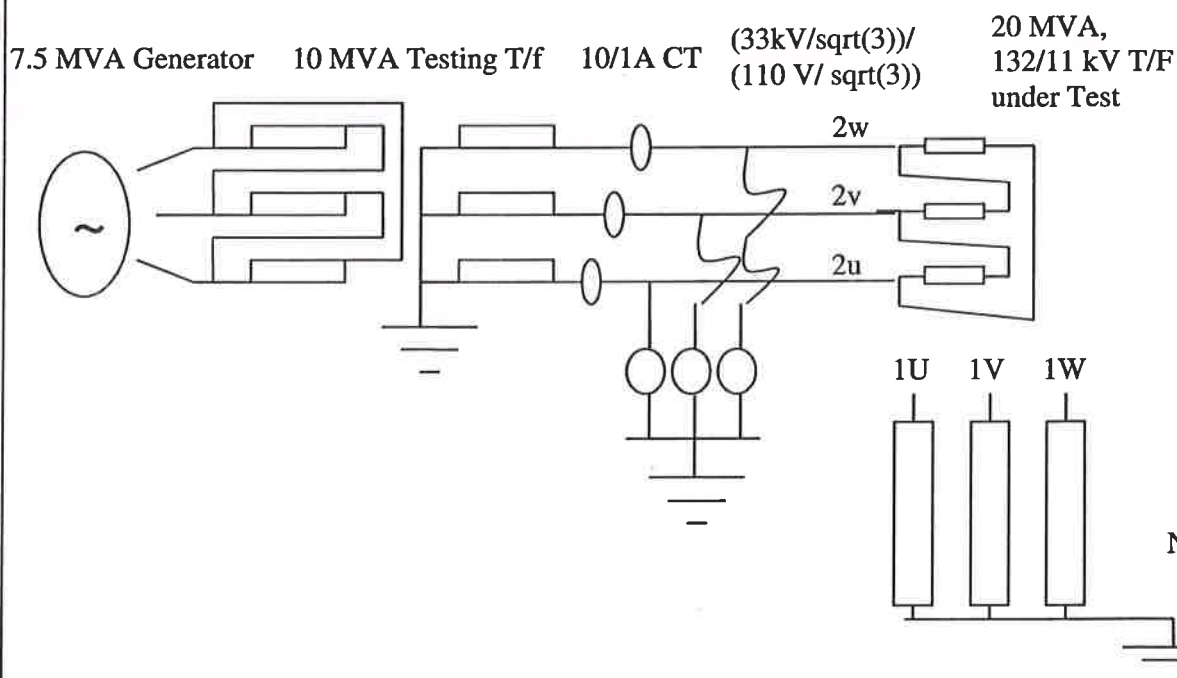 7.5 MVA Generator
10 MVA Testing T/f
10/1A CT
(33kV/sqrt(3))/
(110 V/ sqrt(3))
20 MVA,
132/11 kV T/F
under Test
2w
2v
2u
~
1U
1V
1W
N